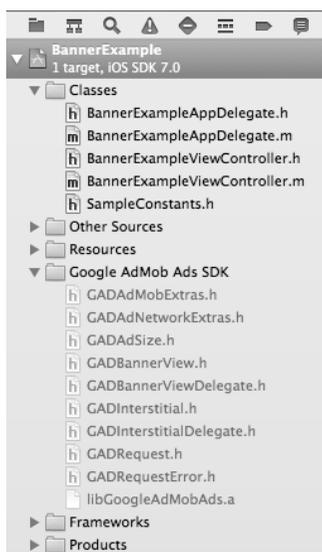 BannerExample
1 target, iOS SDK 7.0
Classes
h BannerExampleAppDelegate.h
m BannerExampleAppDelegate.m
h BannerExampleViewController.h
m BannerExampleViewController.m
h SampleConstants.h
Other Sources
Resources
Google AdMob Ads SDK
h GADAdMobExtras.h
h GADAdNetworkExtras.h
h GADAdSize.h
h GADBannerView.h
h GADBannerViewDelegate.h
h GADInterstitial.h
h GADInterstitialDelegate.h
h GADRequest.h
h GADRequestError.h
libGoogleAdMobAds.a
Frameworks
Products